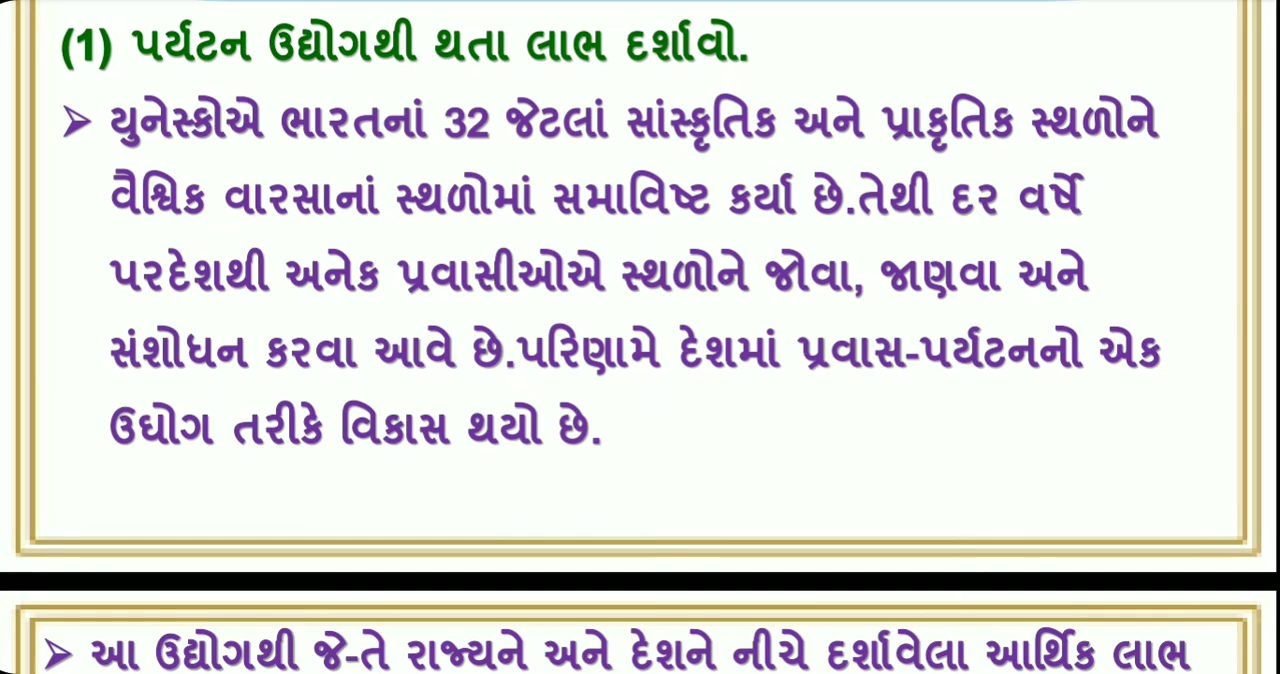 (1) પર્યટન ઉદ્યોગથી થતા લાભ દર્શાવો.
➢ યુનેસ્કોએ ભારતનાં 32 જેટલાં સાંસ્કૃતિક અને પ્રાકૃતિક સ્થળોને
વૈશ્વિક વારસાનાં સ્થળોમાં સમાવિષ્ટ કર્યા છે.તેથી દર વર્ષે
પરદેશથી અનેક પ્રવાસીઓએ સ્થળોને જોવા, જાણવા અને
સંશોધન કરવા આવે છે.પરિણામે દેશમાં પ્રવાસ-પર્યટનનો એક
ઉઘોગ તરીકે વિકાસ થયો છે.
➢ આ ઉદ્યોગથી જે-તે રાજ્યને અને દેશને નીચે દર્શાવેલા આર્થિક લાભ